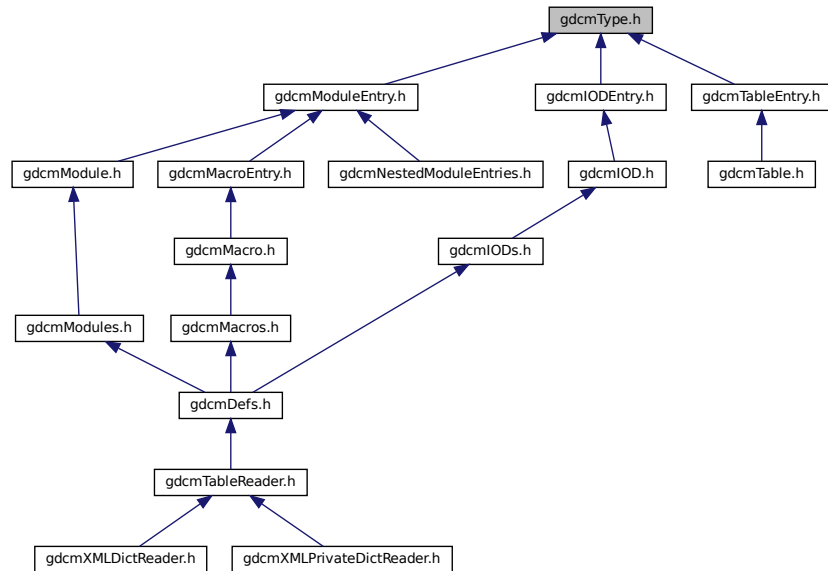 gdcmType.h
gdcmModuleEntry.h
gdcmIODEntry.h
gdcmTableEntry.h
gdcmModule.h
gdcmMacroEntry.h
gdcmNestedModuleEntries.h
gdcmIOD.h
gdcmTable.h
gdcmMacro.h
gdcmIODs.h
gdcmModules.h
gdcmMacros.h
gdcmDefs.h
gdcmTableReader.h
gdcmXMLDictReader.h
gdcmXMLPrivateDictReader.h